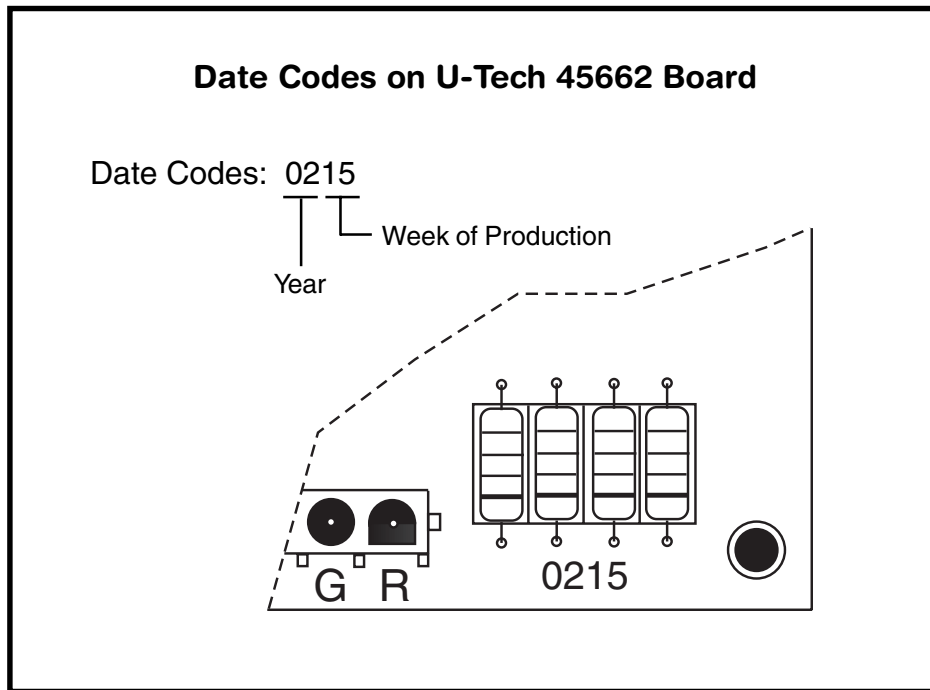 Date Codes on U-Tech 45662 Board
Date Codes: 0215
Week of Production
Year
G R
0215